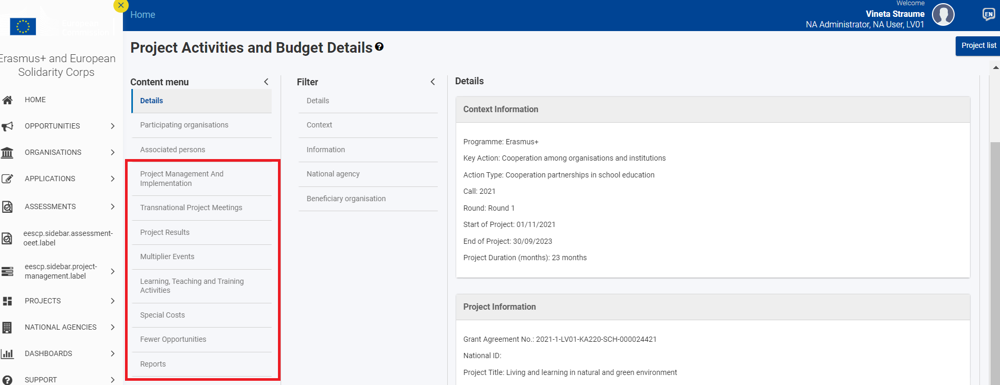 European
Commission
Erasmus+ and European
Solidarity Corps
HOME
OPPORTUNITIES
ORGANISATIONS
APPLICATIONS
ASSESSMENTS
eescp.sidebar.assessment-
oeet.label
eescp.sidebar.project-
management.label
PROJECTS
NATIONAL AGENCIES
DASHBOARDS
SUPPORT
Home
Welcome
Vineta Straume
NA Administrator, NA User, LV01
EN
Project Activities and Budget Details
Project list
Content menu
Details
Participating organisations
Associated persons
Project Management And
Implementation
Transnational Project Meetings
Project Results
Multiplier Events
Learning, Teaching and Training
Activities
Special Costs
Fewer Opportunities
Reports
Filter
Details
Context
Information
National agency
Beneficiary organisation
Details
Context Information
Programme: Erasmus+
Key Action: Cooperation among organisations and institutions
Action Type: Cooperation partnerships in school education
Call: 2021
Round: Round 1
Start of Project: 01/11/2021
End of Project: 30/09/2023
Project Duration (months): 23 months
Project Information
Grant Agreement No.: 2021-1-LV01-KA220-SCH-000024421
National ID:
Project Title: Living and learning in natural and green environment